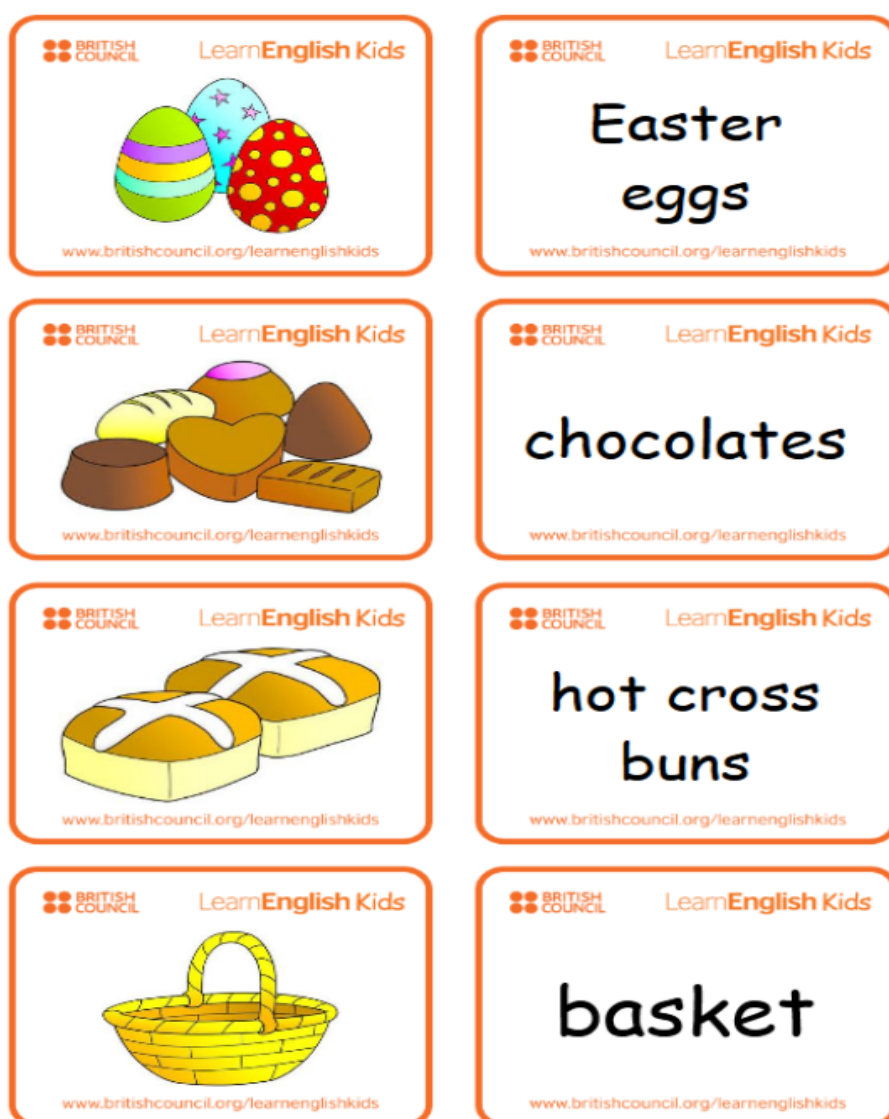 BRITISH
COUNCIL
LearnEnglish Kids
www.britishcouncil.org/learnenglishkids
BRITISH
COUNCIL
LearnEnglish Kids
Easter
eggs
www.britishcouncil.org/learnenglishkids
BRITISH
COUNCIL
LearnEnglish Kids
www.britishcouncil.org/learnenglishkids
BRITISH
COUNCIL
LearnEnglish Kids
chocolates
www.britishcouncil.org/learnenglishkids
BRITISH
COUNCIL
LearnEnglish Kids
www.britishcouncil.org/learnenglishkids
BRITISH
COUNCIL
LearnEnglish Kids
hot cross
buns
www.britishcouncil.org/learnenglishkids
BRITISH
COUNCIL
LearnEnglish Kids
www.britishcouncil.org/learnenglishkids
BRITISH
COUNCIL
LearnEnglish Kids
basket
www.britishcouncil.org/learnenglishkids